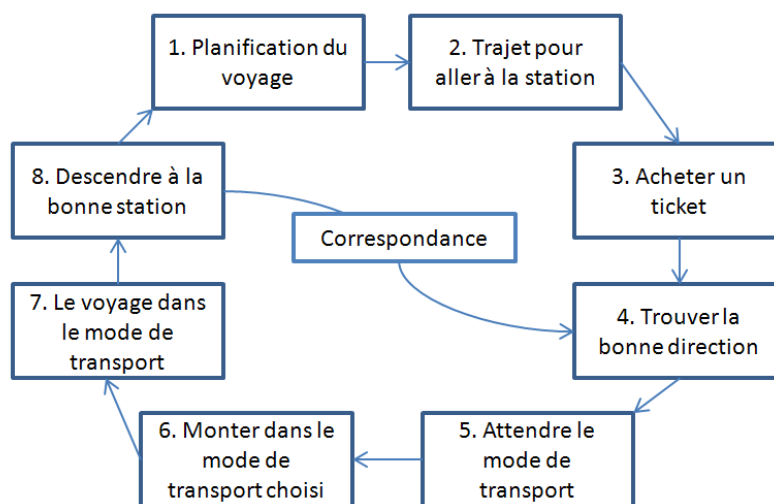 1. Planification du
voyage
2. Trajet pour
aller à la station
3. Acheter un
ticket
4. Trouver la
bonne direction
5. Attendre le
mode de
transport
6. Monter dans le
mode de
transport choisi
7. Le voyage dans
le mode de
transport
8. Descendre à la
bonne station
Correspondance